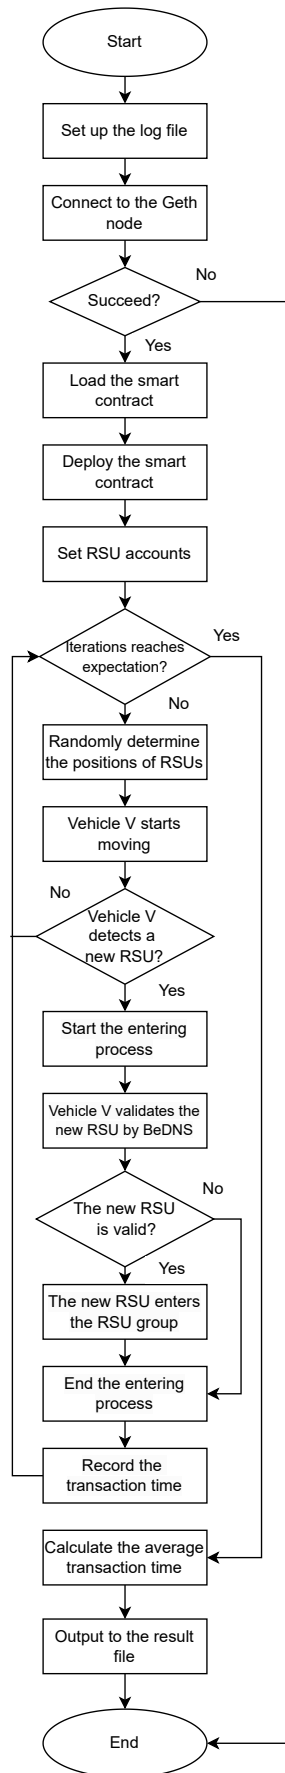 Start
Set up the log file
Connect to the Geth
node
No
Succeed?
Yes
Load the smart
contract
Deploy the smart
contract
Set RSU accounts
Yes
Iterations reaches
expectation?
No
Randomly determine
the positions of RSUs
Vehicle V starts
moving
No
Vehicle V
detects a
new RSU?
Yes
Start the entering
process
Vehicle V validates the
new RSU by BeDNS
No
The new RSU
is valid?
Yes
The new RSU enters
the RSU group
End the entering
process
Record the
transaction time
Calculate the average
transaction time
Output to the result
file
End